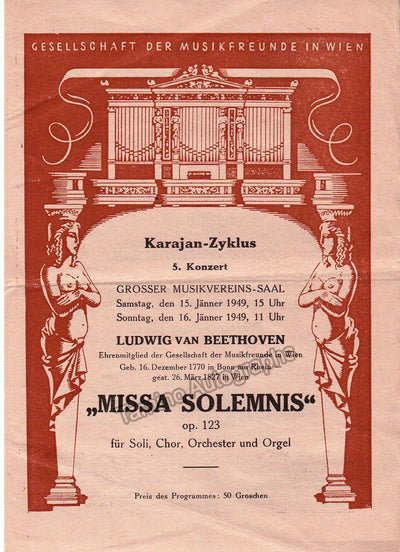 GESELLSCHAFT DER MUSIKFREUNDE IN WIEN
Karajan-Zyklus
5. Konzert
GROSSER MUSIKVEREINS-SAAL
Samstag, den 15. Jänner 1949, 15 Uhr
Sonntag, den 16. Jänner 1949, 11 Uhr
LUDWIG VAN BEETHOVEN
Ehrenmitglied der Gesellschaft der Musikfreunde in Wien
Geb. 16. Dezember 1770 in Bonn am Rhein
gest. 26. März 1827 in Wien
„MISSA SOLEMNIS“
op. 123
für Soli, Chor, Orchester und Orgel
Preis des Programmes: 50 Groschen
Tamino Autographs